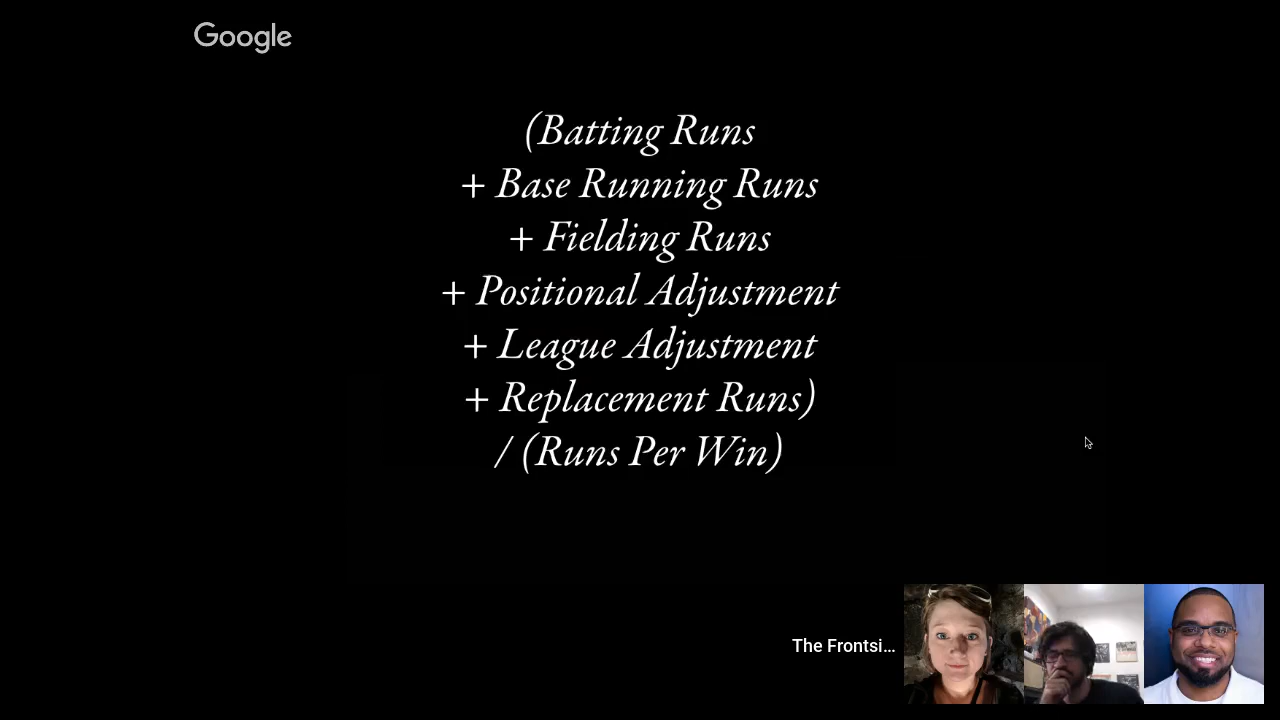 Google
(Batting Runs
+ Base Running Runs
+ Fielding Runs
+ Positional Adjustment
+ League Adjustment
+ Replacement Runs)
/ (Runs Per Win)
The Frontsi...